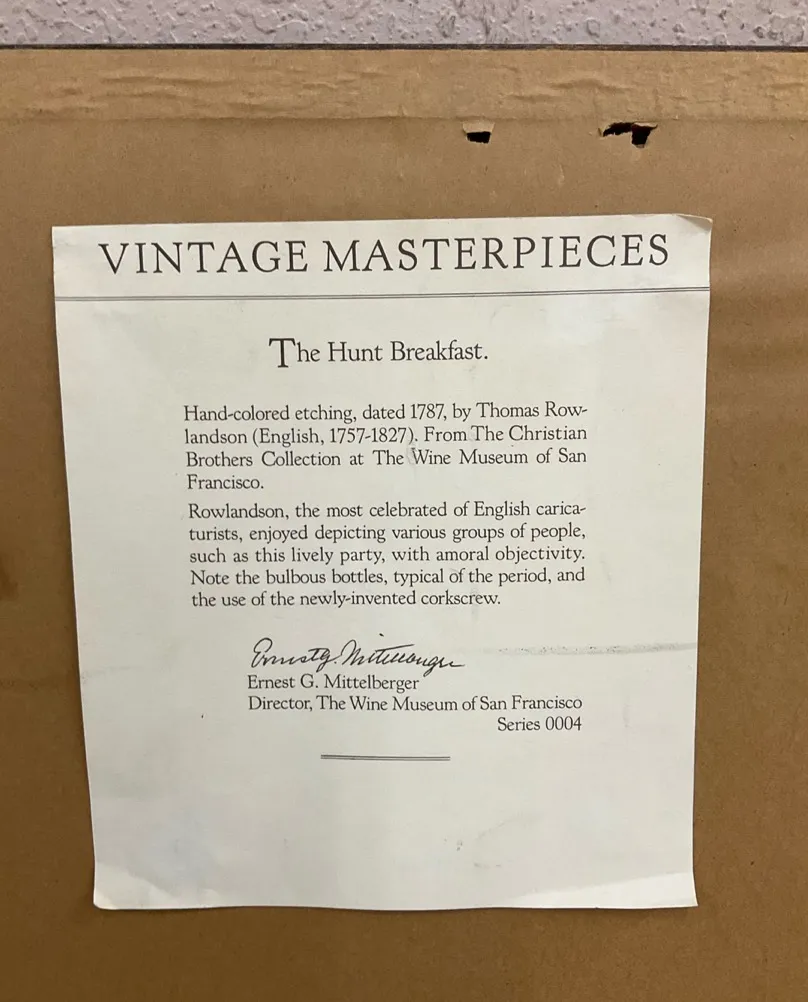 VINTAGE MASTERPIECES
The Hunt Breakfast.
Hand-colored etching, dated 1787, by Thomas Row-
landson (English, 1757-1827). From The Christian
Brothers Collection at The Wine Museum of San
Francisco.
Rowlandson, the most celebrated of English carica-
turists, enjoyed depicting various groups of people,
such as this lively party, with amoral objectivity.
Note the bulbous bottles, typical of the period, and
the use of the newly-invented corkscrew.
Ernest G. Mittelberger
Ernest G. Mittelberger
Director, The Wine Museum of San Francisco
Series 0004